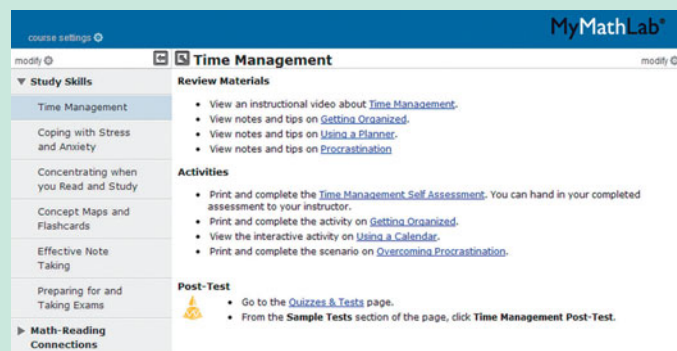 MyMathLab®
course settings
modify
Study Skills
Time Management
Coping with Stress
and Anxiety
Concentrating when
you Read and Study
Concept Maps and
Flashcards
Effective Note
Taking
Preparing for and
Taking Exams
Math-Reading
Connections
Time Management
modify
Review Materials
• View an instructional video about Time Management.
• View notes and tips on Getting Organized.
• View notes and tips on Using a Planner.
• View notes and tips on Procrastination
Activities
• Print and complete the Time Management Self Assessment. You can hand in your completed
assessment to your instructor.
• Print and complete the activity on Getting Organized.
• View the interactive activity on Using a Calendar.
• Print and complete the scenario on Overcoming Procrastination.
Post-Test
• Go to the Quizzes & Tests page.
• From the Sample Tests section of the page, click Time Management Post-Test.